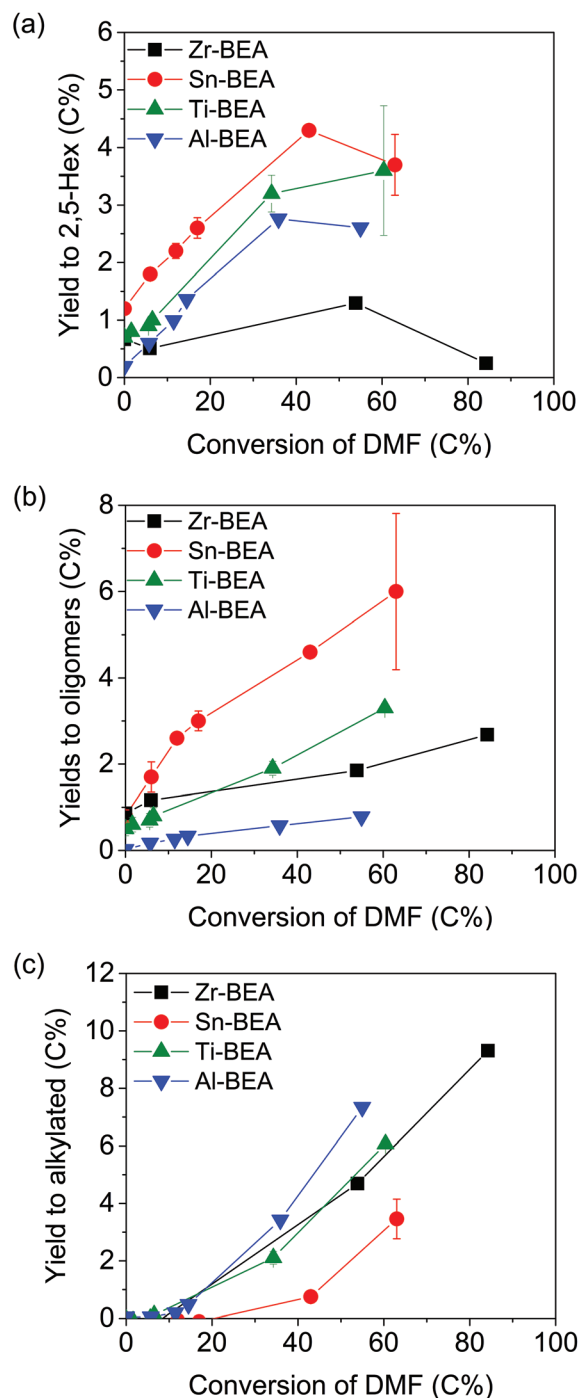 (a)
6
5
4
3
2
1
0
Yield to 2,5-Hex (C%)
Zr-BEA
Sn-BEA
Ti-BEA
Al-BEA
0 20 40 60 80 100
Conversion of DMF (C%)
(b)
8
6
4
2
0
Yields to oligomers (C%)
Zr-BEA
Sn-BEA
Ti-BEA
Al-BEA
0 20 40 60 80 100
Conversion of DMF (C%)
(c)
12
10
8
6
4
2
0
Yield to alkylated (C%)
Zr-BEA
Sn-BEA
Ti-BEA
Al-BEA
0 20 40 60 80 100
Conversion of DMF (C%)